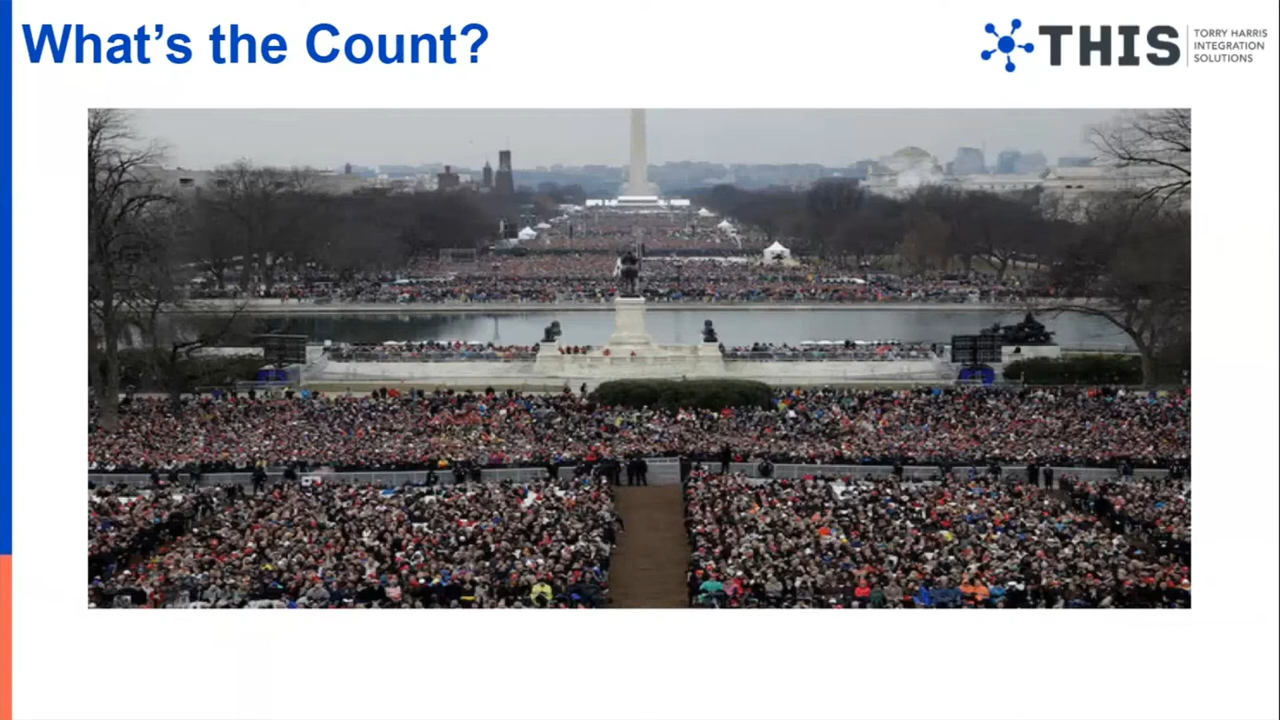 What's the Count?
THIS
TORRY HARRIS
INTEGRATION
SOLUTIONS